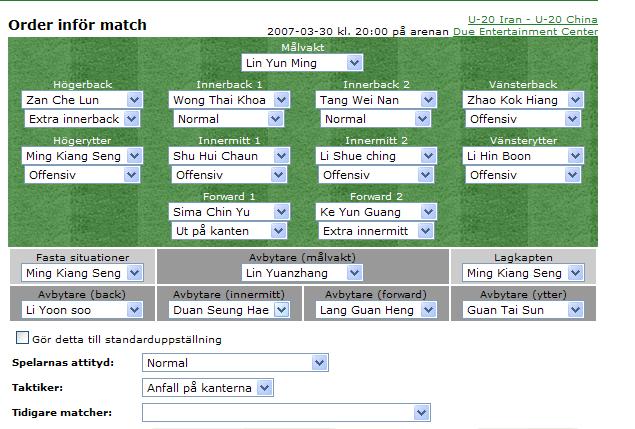 Order inför match
U-20 Iran - U-20 China
2007-03-30 kl. 20:00 på arenan Due Entertainment Center
Målvakt
Lin Yun Ming
Högerback Innerback 1 Innerback 2 Vänsterback
Zan Che Lun Wong Thai Khoa Tang Wei Nan Zhao Kok Hiang
Extra innerback Normal Normal Offensiv
Högerytter Innermitt 1 Innermitt 2 Vänsterytter
Ming Kiang Seng Shu Hui Chaun Li Shue ching Li Hin Boon
Offensiv Offensiv Offensiv Offensiv
Forward 1 Forward 2
Sima Chin Yu Ke Yun Guang
Ut på kanten Extra innermitt
Fasta situationer Avbytare (målvakt) Lagkapten
Ming Kiang Seng Lin Yuanzhang Ming Kiang Seng
Avbytare (back) Avbytare (innermitt) Avbytare (forward) Avbytare (ytter)
Li Yoon soo Duan Seung Hae Lang Guan Heng Guan Tai Sun
Gör detta till standarduppställning
Spelarnas attityd: Normal
Taktiker: Anfall på kanterna
Tidigare matcher: